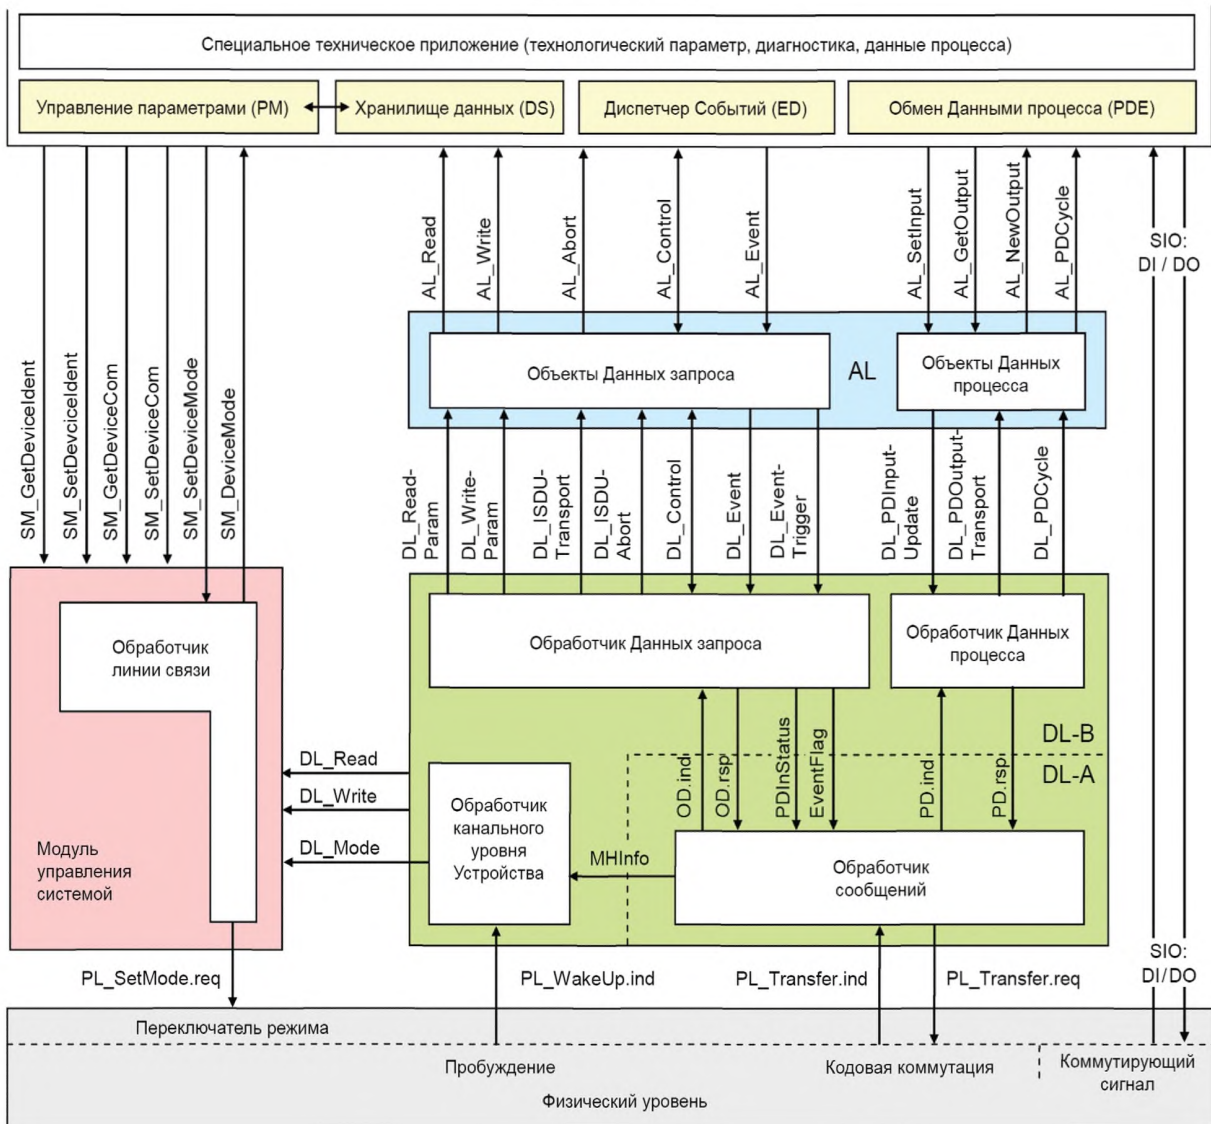 Специальное техническое приложение (технологический параметр, диагностика, данные процесса)
Управление параметрами (PM)
Хранилище данных (DS)
Диспетчер Событий (ED)
Обмен Данными процесса (PDE)
SM_GetDeviceIdent
SM_SetDevciceIdent
SM_GetDeviceCom
SM_SetDeviceCom
SM_SetDeviceMode
SM_DeviceMode
AL_Read
AL_Write
AL_Abort
AL_Control
AL_Event
AL_SetInput
AL_GetOutput
AL_NewOutput
AL_PDCycle
SIO:
DI / DO
Объекты Данных запроса
AL
Объекты Данных
процесса
DL_Read-
Param
DL_Write-
Param
DL_ISDU-
Transport
DL_ISDU-
Abort
DL_Control
DL_Event
DL_Event-
Trigger
DL_PDInput-
Update
DL_PDOutput-
Transport
DL_PDCycle
Обработчик
линии связи
Обработчик Данных запроса
Обработчик Данных
процесса
OD.ind
OD.rsp
PDInStatus
EventFlag
PD.ind
PD.rsp
DL-B
DL-A
DL_Read
DL_Write
DL_Mode
Обработчик
канального
уровня
Устройства
MHInfo
Обработчик
сообщений
Модуль
управления
системой
PL_SetMode.req
PL_WakeUp.ind
PL_Transfer.ind
PL_Transfer.req
SIO:
DI/DO
Переключатель режима
Пробуждение
Кодовая коммутация
Коммутирующий
сигнал
Физический уровень